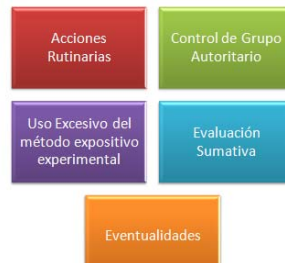 Acciones
Rutinarias
Control de Grupo
Autoritario
Uso Excesivo del
método expositivo
experimental
Evaluación
Sumativa
Eventualidades